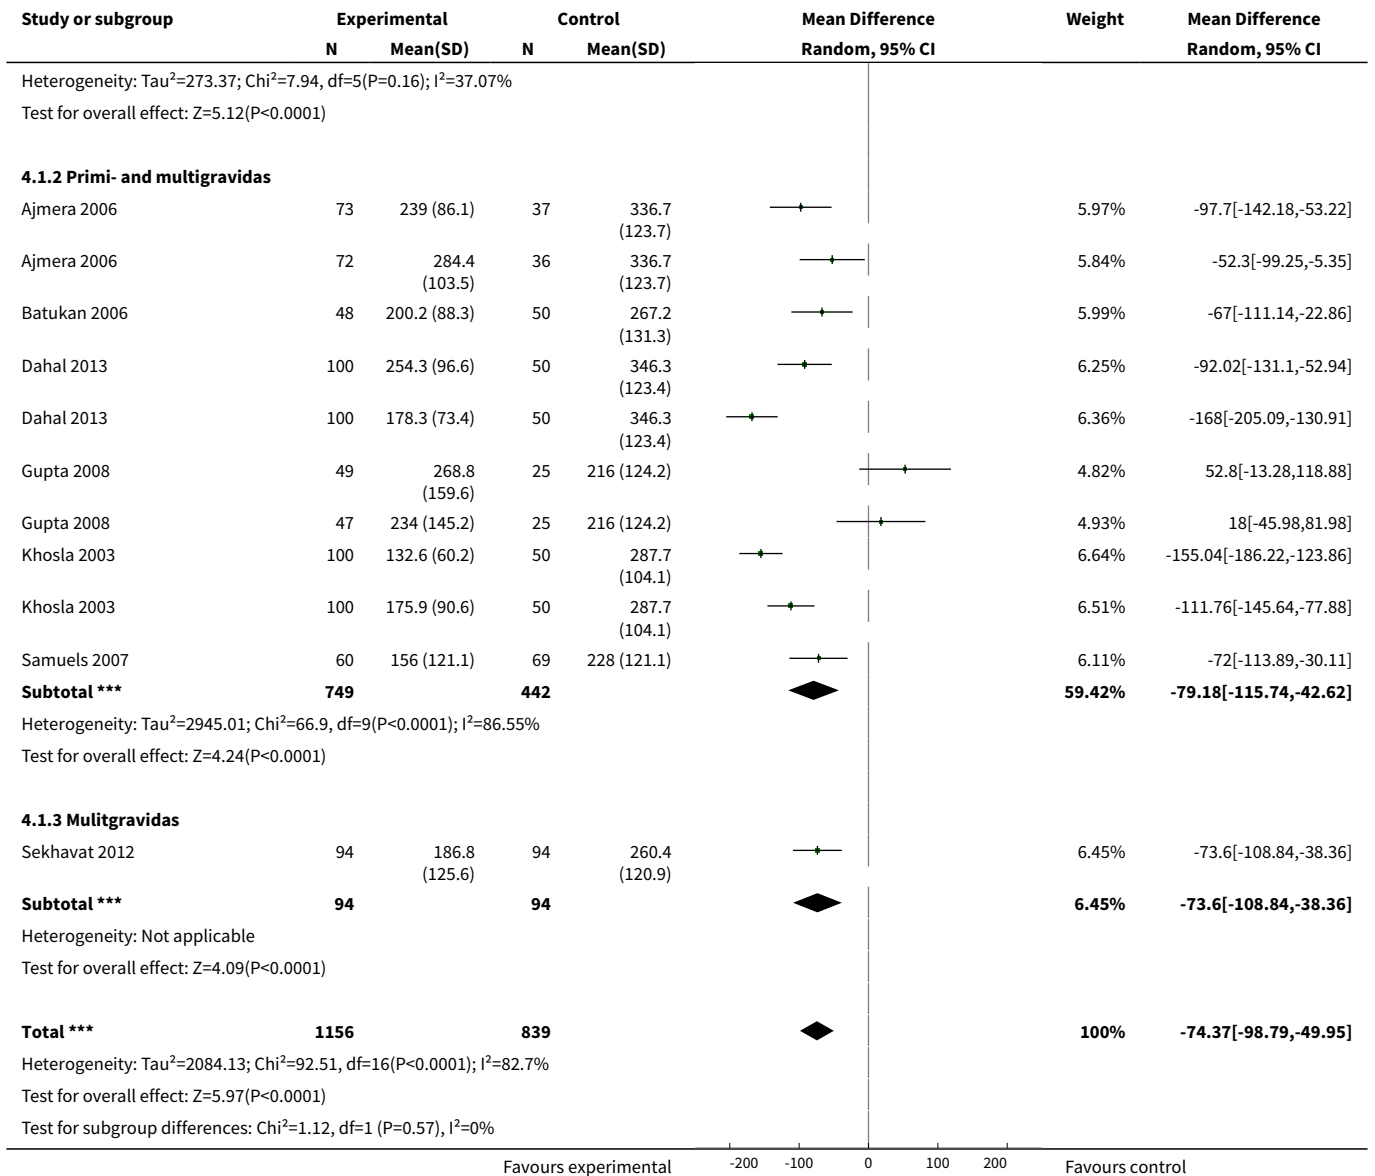 Study or subgroup Experimental Control Mean Difference Weight Mean Difference
N Mean(SD) N Mean(SD) Random, 95% CI Random, 95% CI
Heterogeneity: Tau²=273.37; Chi²=7.94, df=5(P=0.16); I²=37.07%
Test for overall effect: Z=5.12(P<0.0001)
4.1.2 Primi- and multigravidas
Ajmera 2006 73 239 (86.1) 37 336.7 5.97% -97.7[-142.18,-53.22]
(123.7)
Ajmera 2006 72 284.4 36 336.7 5.84% -52.3[-99.25,-5.35]
(103.5) (123.7)
Batukan 2006 48 200.2 (88.3) 50 267.2 5.99% -67[-111.14,-22.86]
(131.3)
Dahal 2013 100 254.3 (96.6) 50 346.3 6.25% -92.02[-131.1,-52.94]
(123.4)
Dahal 2013 100 178.3 (73.4) 50 346.3 6.36% -168[-205.09,-130.91]
(123.4)
Gupta 2008 49 268.8 25 216 (124.2) 4.82% 52.8[-13.28,118.88]
(159.6)
Gupta 2008 47 234 (145.2) 25 216 (124.2) 4.93% 18[-45.98,81.98]
Khosla 2003 100 132.6 (60.2) 50 287.7 6.64% -155.04[-186.22,-123.86]
(104.1)
Khosla 2003 100 175.9 (90.6) 50 287.7 6.51% -111.76[-145.64,-77.88]
(104.1)
Samuels 2007 60 156 (121.1) 69 228 (121.1) 6.11% -72[-113.89,-30.11]
Subtotal *** 749 442 59.42% -79.18[-115.74,-42.62]
Heterogeneity: Tau²=2945.01; Chi²=66.9, df=9(P<0.0001); I²=86.55%
Test for overall effect: Z=4.24(P<0.0001)
4.1.3 Mulitgravidas
Sekhavat 2012 94 186.8 94 260.4 6.45% -73.6[-108.84,-38.36]
(125.6) (120.9)
Subtotal *** 94 94 6.45% -73.6[-108.84,-38.36]
Heterogeneity: Not applicable
Test for overall effect: Z=4.09(P<0.0001)
Total *** 1156 839 100% -74.37[-98.79,-49.95]
Heterogeneity: Tau²=2084.13; Chi²=92.51, df=16(P<0.0001); I²=82.7%
Test for overall effect: Z=5.97(P<0.0001)
Test for subgroup differences: Chi²=1.12, df=1 (P=0.57), I²=0%
Favours experimental -200 -100 0 100 200 Favours control